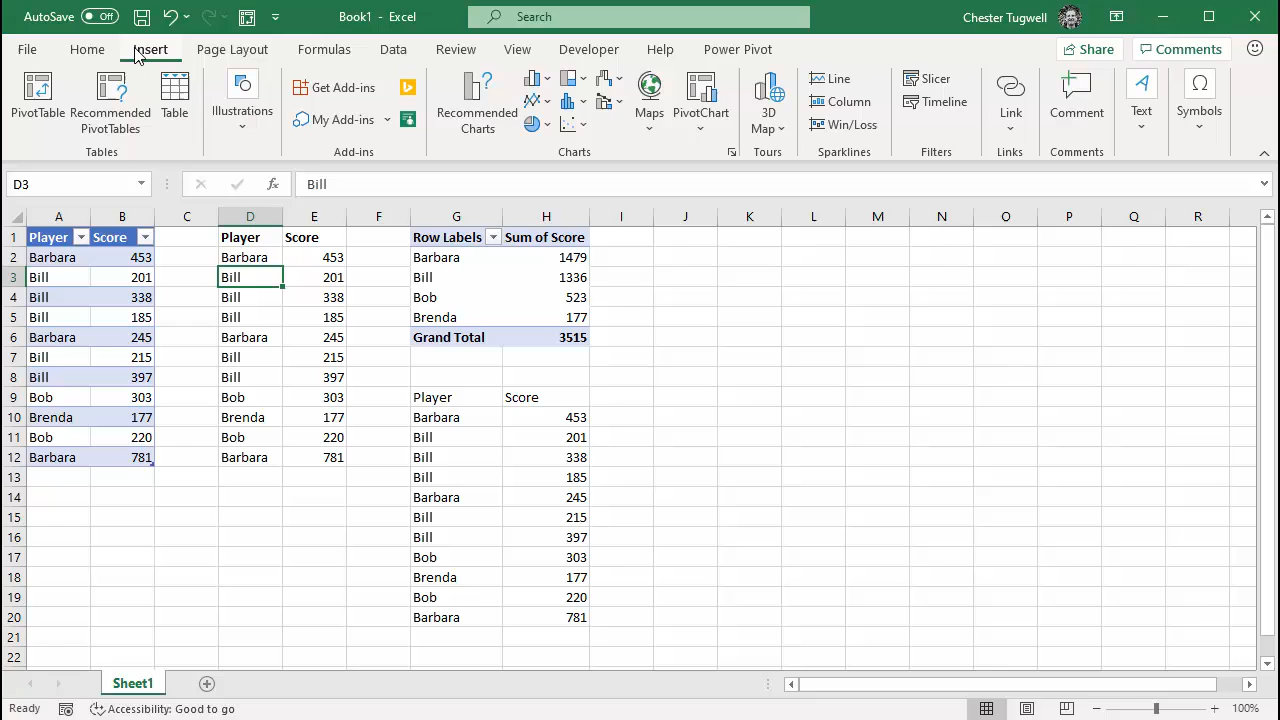 AutoSave Off Book1 - Excel Search Chester Tugwell
File Home Insert Page Layout Formulas Data Review View Developer Help Power Pivot Share Comments
PivotTable Recommended PivotTables Table Illustrations Get Add-ins My Add-ins Recommended Charts Maps PivotChart 3D Map Line Column Win/Loss Slicer Timeline Link Comment Text Symbols
Tables Add-ins Charts Tours Sparklines Filters Links Comments
D3 fx Bill
A B C D E F G H I J K L M N O P Q R
1 Player Score Player Score Row Labels Sum of Score
2 Barbara 453 Barbara 453 Barbara 1479
3 Bill 201 Bill 201 Bill 1336
4 Bill 338 Bill 338 Bob 523
5 Bill 185 Bill 185 Brenda 177
6 Barbara 245 Barbara 245 Grand Total 3515
7 Bill 215 Bill 215
8 Bill 397 Bill 397
9 Bob 303 Bob 303 Player Score
10 Brenda 177 Brenda 177 Barbara 453
11 Bob 220 Bob 220 Bill 201
12 Barbara 781 Barbara 781 Bill 338
13 Bill 185
14 Barbara 245
15 Bill 215
16 Bill 397
17 Bob 303
18 Brenda 177
19 Bob 220
20 Barbara 781
21
22
Sheet1
Ready Accessibility: Good to go 100%